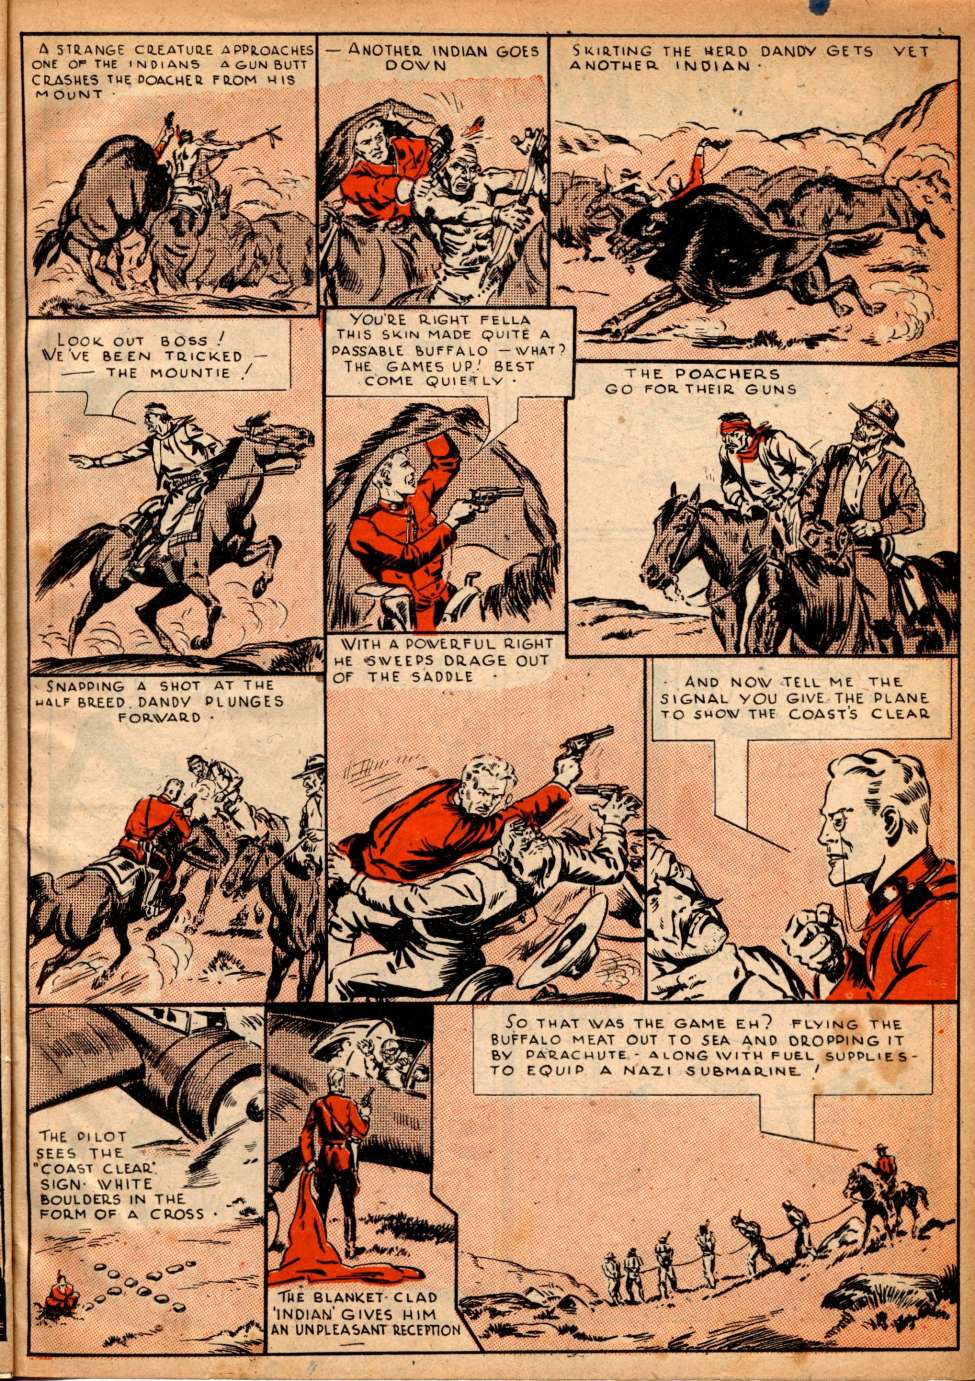 A STRANGE CREATURE APPROACHES
ONE OF THE INDIANS A GUN BUTT
CRASHES THE POACHER FROM HIS
MOUNT.
— ANOTHER INDIAN GOES
DOWN
SKIRTING THE HERD DANDY GETS YET
ANOTHER INDIAN.
LOOK OUT BOSS!
WE'VE BEEN TRICKED —
— THE MOUNTIE!
YOU'RE RIGHT FELLA
THIS SKIN MADE QUITE A
PASSABLE BUFFALO — WHAT?
THE GAMES UP! BEST
COME QUIETLY.
THE POACHERS
GO FOR THEIR GUNS
SNAPPING A SHOT AT THE
HALF BREED, DANDY PLUNGES
FORWARD.
WITH A POWERFUL RIGHT
HE SWEEPS DRAGE OUT
OF THE SADDLE.
AND NOW TELL ME THE
SIGNAL YOU GIVE THE PLANE
TO SHOW THE COAST'S CLEAR
THE PILOT
SEES THE
"COAST CLEAR"
SIGN. WHITE
BOULDERS IN THE
FORM OF A CROSS.
THE BLANKET-CLAD
'INDIAN' GIVES HIM
AN UNPLEASANT RECEPTION
SO THAT WAS THE GAME EH? FLYING THE
BUFFALO MEAT OUT TO SEA AND DROPPING IT
BY PARACHUTE - ALONG WITH FUEL SUPPLIES -
TO EQUIP A NAZI SUBMARINE!